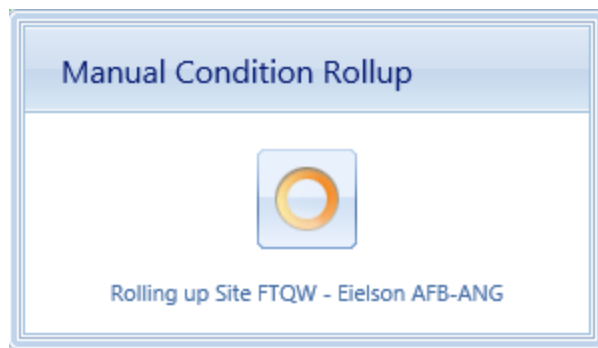 Manual Condition Rollup
Rolling up Site FTQW - Eielson AFB-ANG